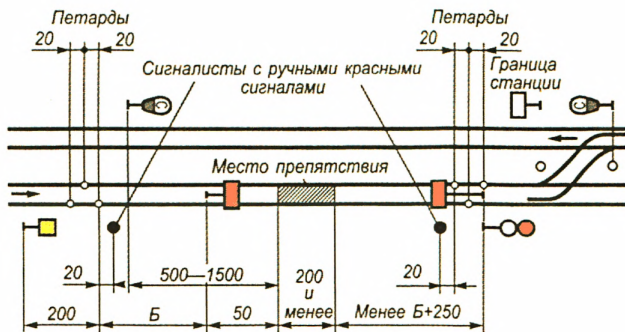 Петарды
20 20
Петарды
20 20
Сигналисты с ручными красными
сигналами
Граница
станции
С
С
Место препятствия
20
500—1500
200
и
менее
20
200
Б
50
Менее Б+250